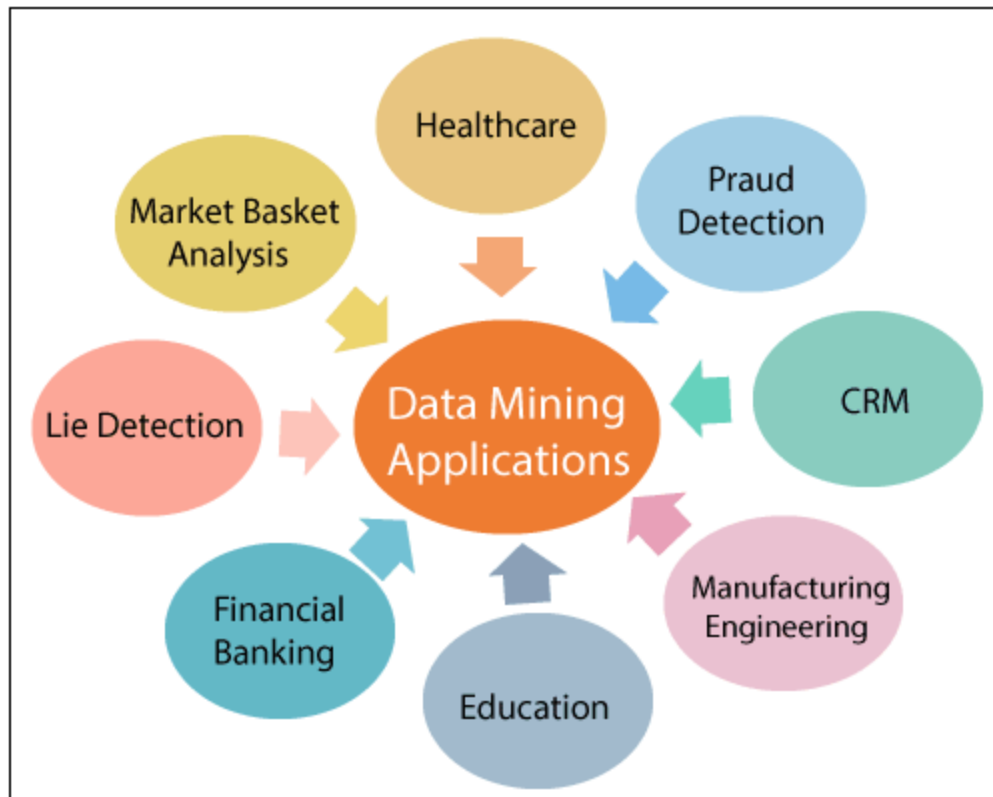 Healthcare
Praud
Detection
Market Basket
Analysis
CRM
Data Mining
Applications
Lie Detection
Manufacturing
Engineering
Financial
Banking
Education